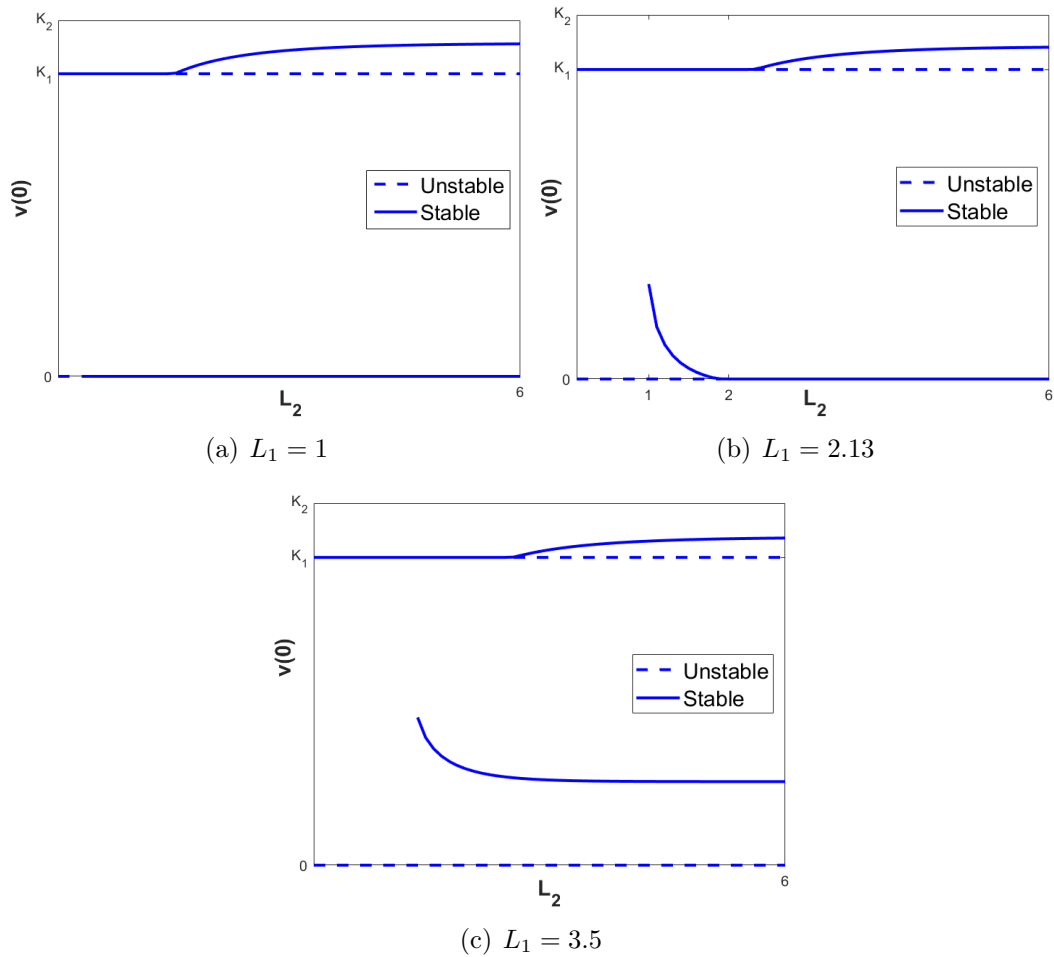 K2
K1
v(0)
Unstable
Stable
0
L2
6
(a) L1 = 1
K2
K1
v(0)
Unstable
Stable
0
1
2
L2
6
(b) L1 = 2.13
K2
K1
v(0)
Unstable
Stable
0
L2
6
(c) L1 = 3.5